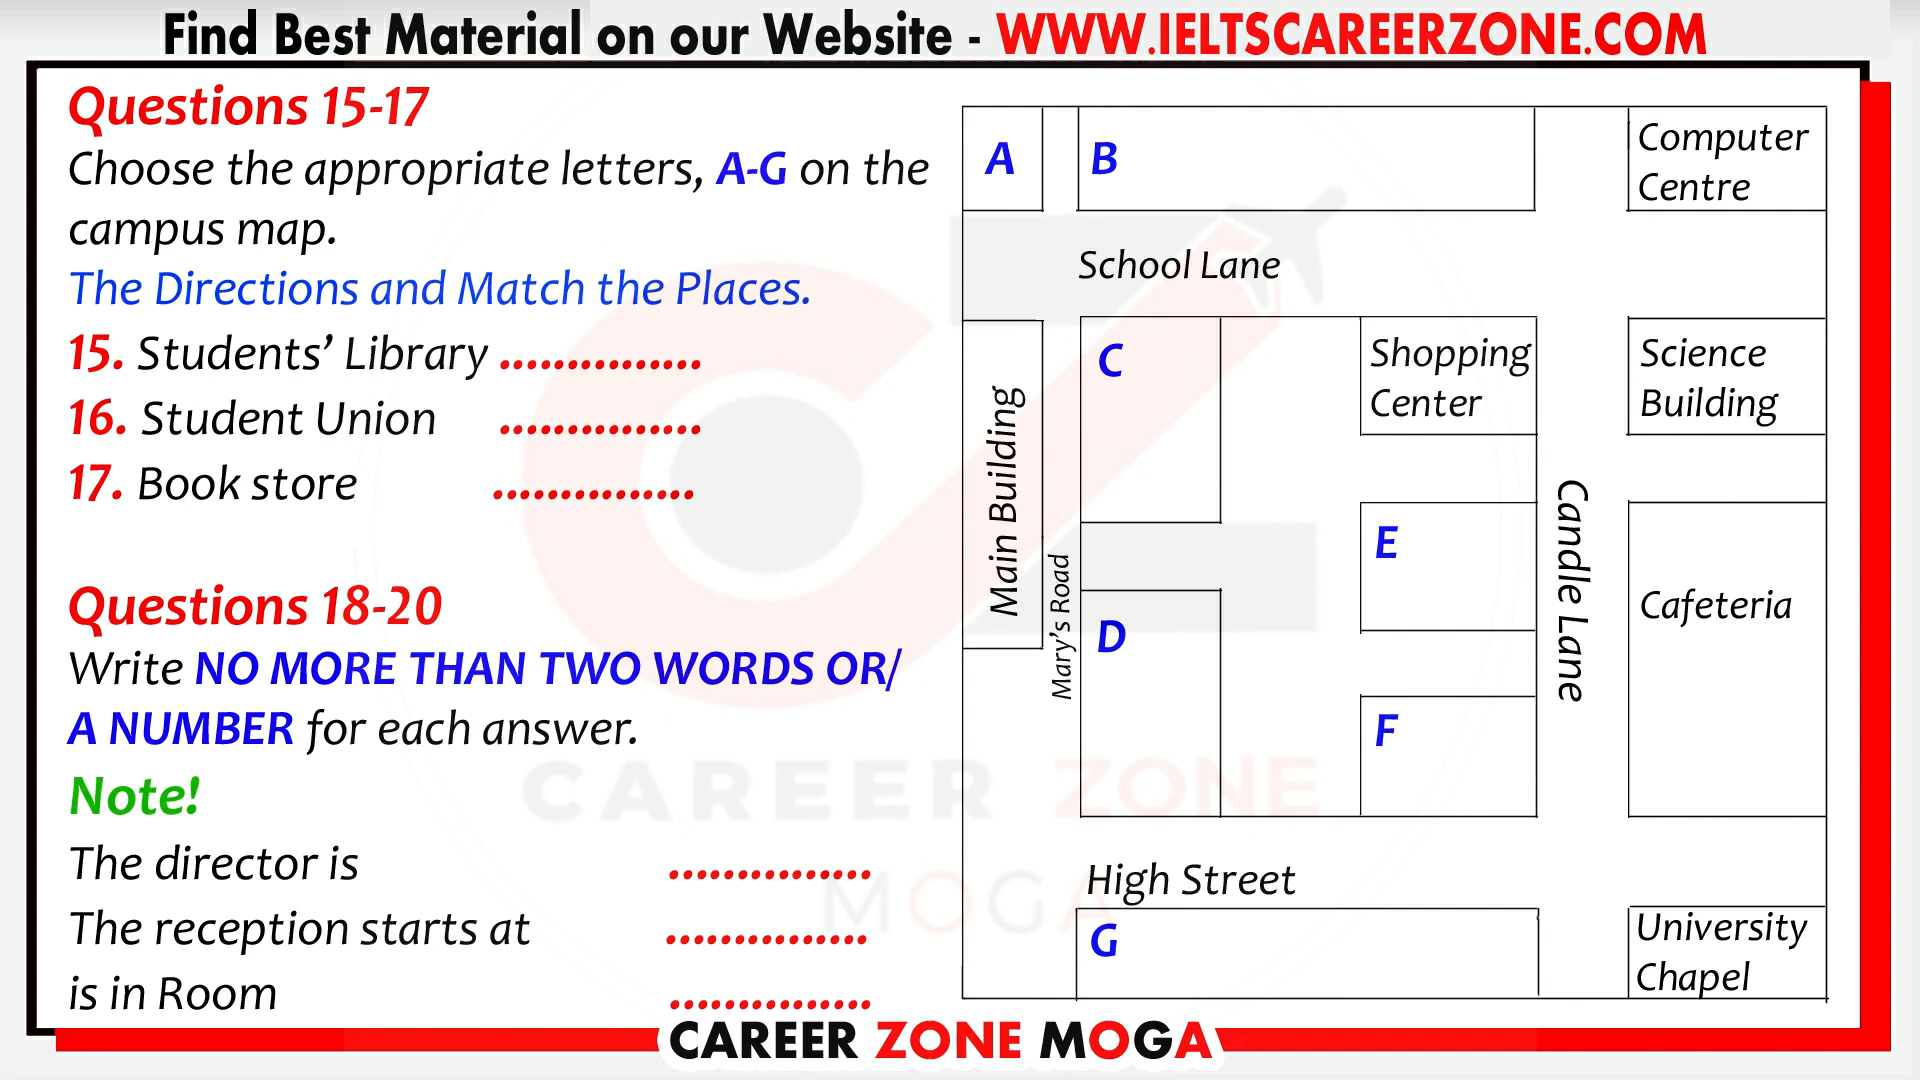 Find Best Material on our Website - WWW.IELTSCAREERZONE.COM
Questions 15-17
Choose the appropriate letters, A-G on the
campus map.
The Directions and Match the Places.
15. Students’ Library ...............
16. Student Union ...............
17. Book store ...............
Questions 18-20
Write NO MORE THAN TWO WORDS OR/
A NUMBER for each answer.
Note!
The director is ...............
The reception starts at ...............
is in Room ...............
A
B
Computer
Centre
School Lane
Main Building
Mary’s Road
C
Shopping
Center
Science
Building
D
E
Candle Lane
Cafeteria
F
High Street
G
University
Chapel
CAREER ZONE
MOGA
CAREER ZONE MOGA